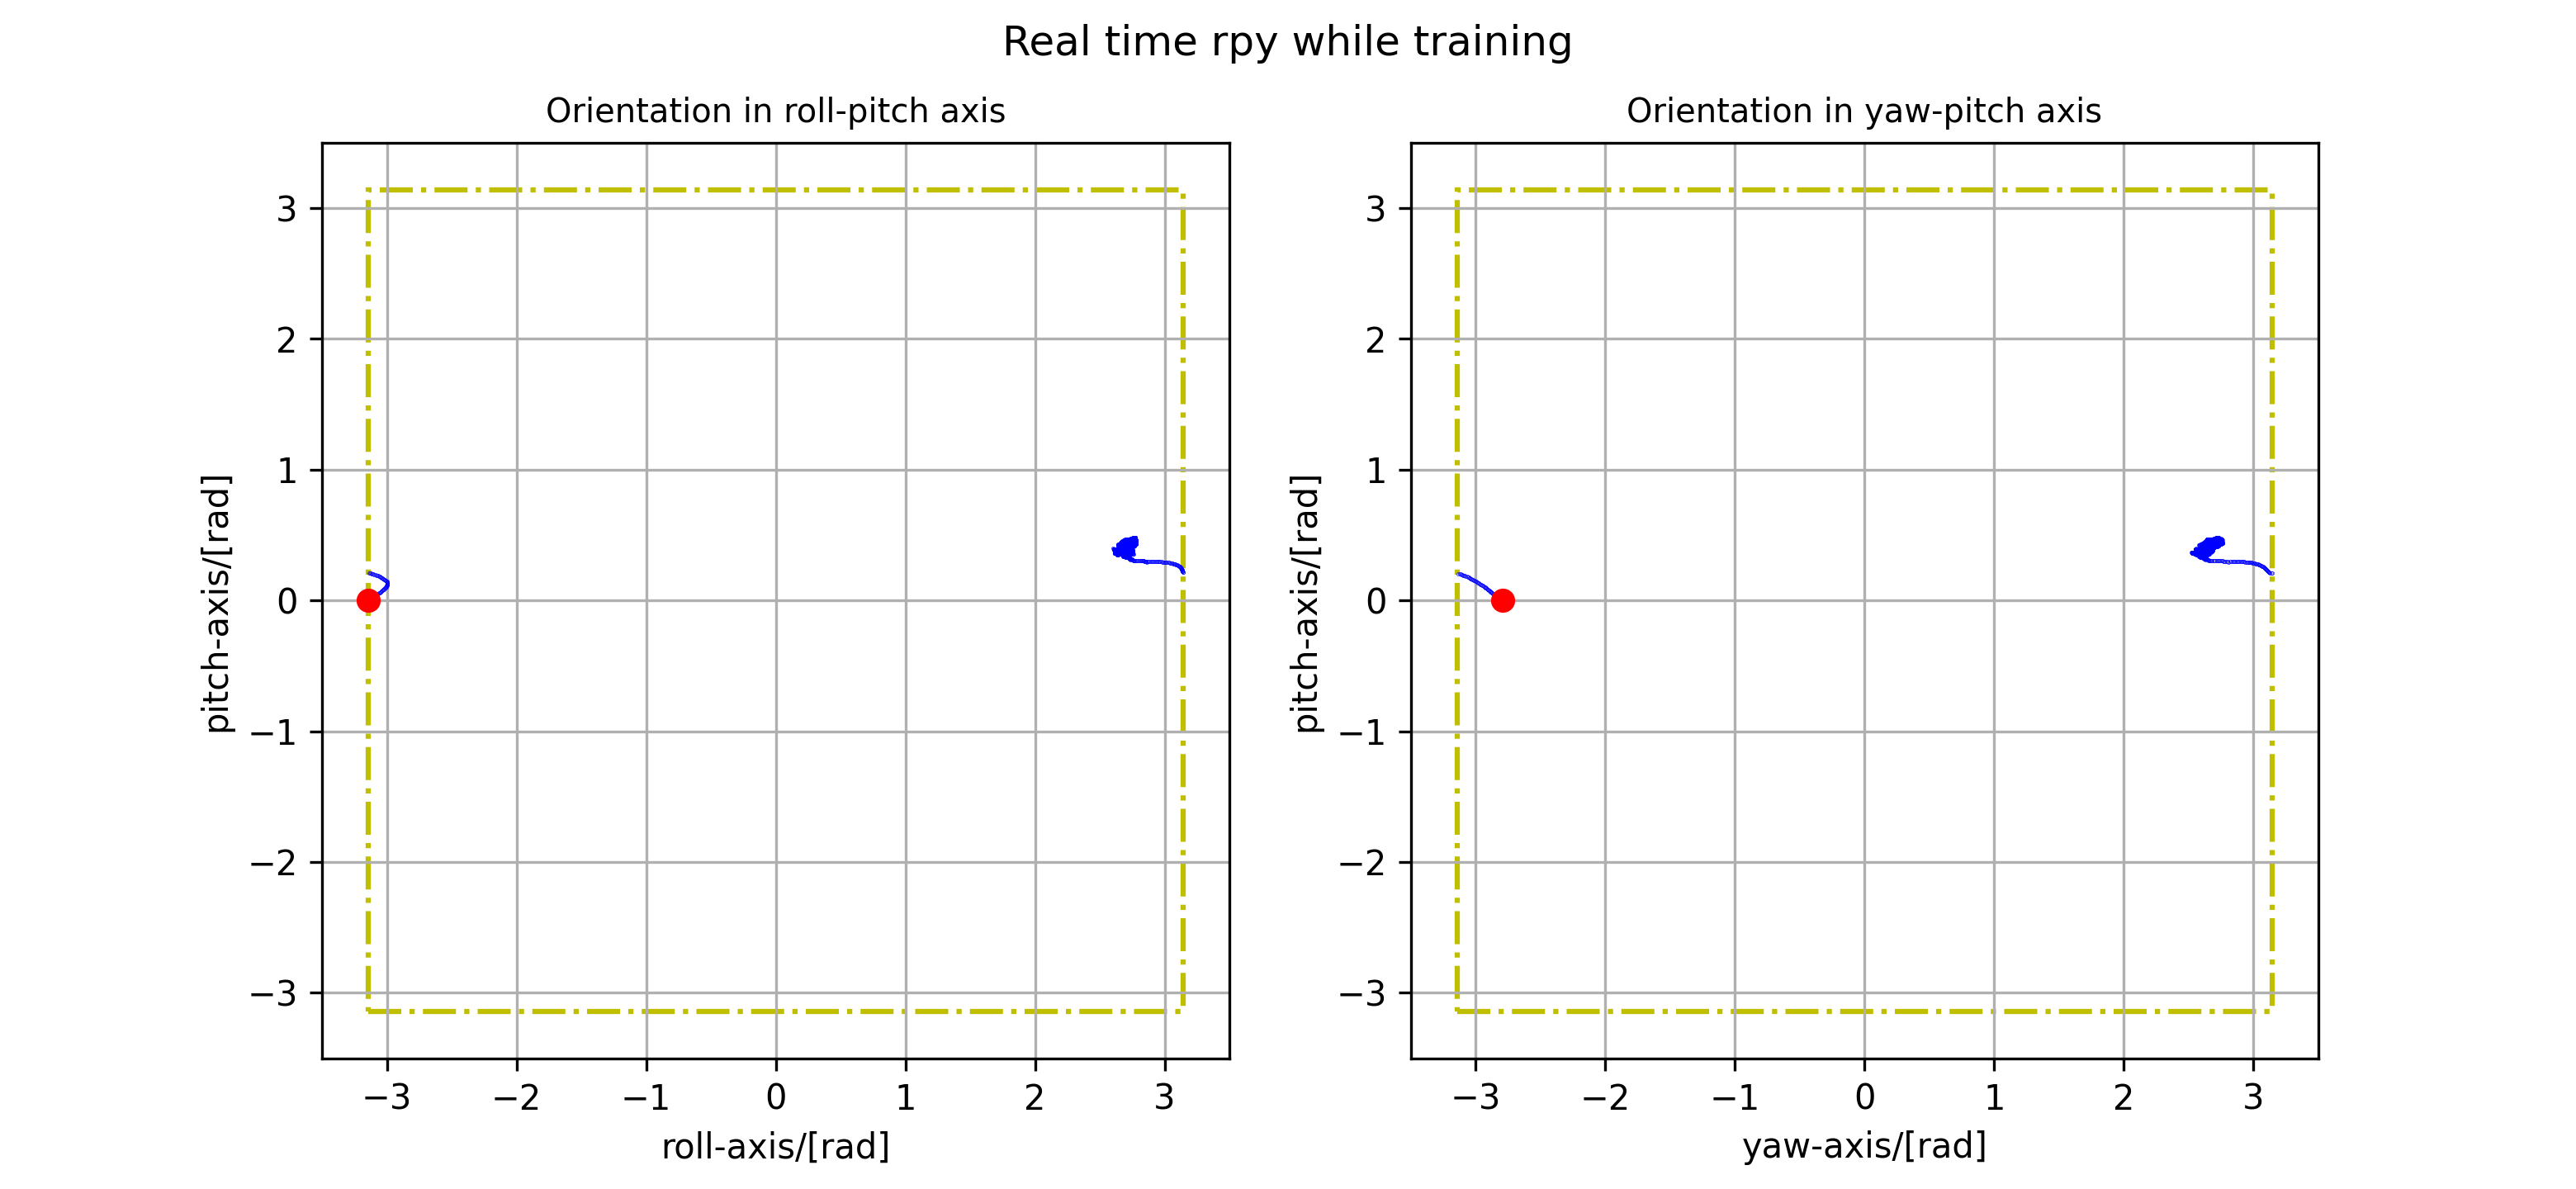 Real time rpy while training
Orientation in roll-pitch axis
3
2
1
0
−1
−2
−3
pitch-axis/[rad]
−3 −2 −1 0 1 2 3
roll-axis/[rad]
Orientation in yaw-pitch axis
3
2
1
0
−1
−2
−3
pitch-axis/[rad]
−3 −2 −1 0 1 2 3
yaw-axis/[rad]